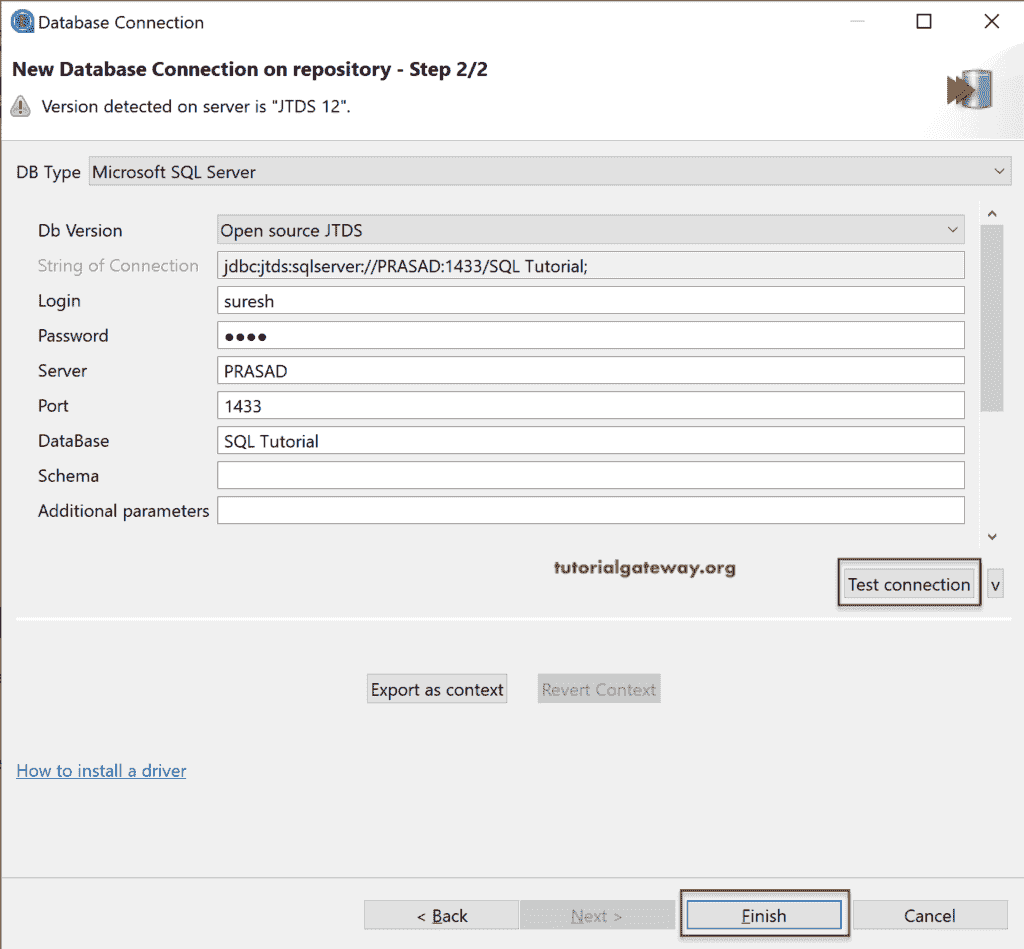 Database Connection
New Database Connection on repository - Step 2/2
Version detected on server is "JTDS 12".
DB Type Microsoft SQL Server
Db Version Open source JTDS
String of Connection jdbc:jtds:sqlserver://PRASAD:1433/SQL Tutorial;
Login suresh
Password ●●●●
Server PRASAD
Port 1433
DataBase SQL Tutorial
Schema
Additional parameters
tutorialgateway.org
Test connection v
Export as context Revert Context
How to install a driver
< Back Next > Finish Cancel